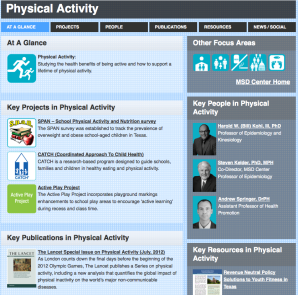 Physical Activity
AT A GLANCE
PROJECTS
PEOPLE
PUBLICATIONS
RESOURCES
NEWS / SOCIAL
At A Glance
Physical Activity:
Studying the health benefits of being active and how to support a
lifetime of physical activity.
Key Projects in Physical Activity
SPAN – School Physical Activity and Nutrition survey
The SPAN survey was established to track the prevalence of
overweight and obese school-aged children in Texas.
CATCH (Coordinated Approach To Child Health)
CATCH is a research-based program designed to guide schools,
families and children in healthy eating and physical activity.
Active Play
Project
Active Play Project
Active Play Project incorporates playground markings
enhancements to school play areas to encourage 'active learning'
during recess and class time.
Key Publications in Physical Activity
THE LANCET
The Lancet Special Issue on Physical Activity (July, 2012)
As London counts down the final days before the beginning of the
2012 Olympic Games, The Lancet publishes a Series on physical
activity, including a new analysis that quantifies the global impact of
physical inactivity on the world's major non-communicable
diseases.
Other Focus Areas
MSD Center Home
Key People in Physical
Activity
Harold W. (Bill) Kohl, III, PhD
Professor of Epidemiology and
Kinesiology
Steven Kelder, PhD, MPH
Co-Director, MSD Center
Professor of Epidemiology
Andrew Springer, DrPH
Assistant Professor of Health
Promotion
Key Resources in Physical
Activity
Revenue Neutral Policy
Solutions to Youth Fitness in
Texas